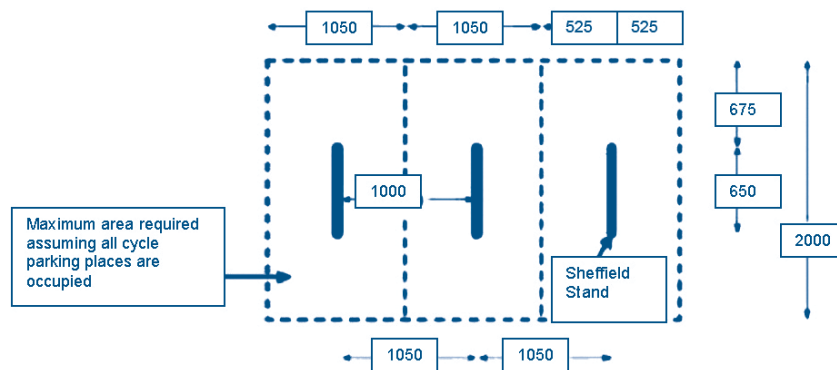 1050
1050
525
525
675
1000
650
Maximum area required
assuming all cycle
parking places are
occupied
2000
Sheffield
Stand
1050
1050